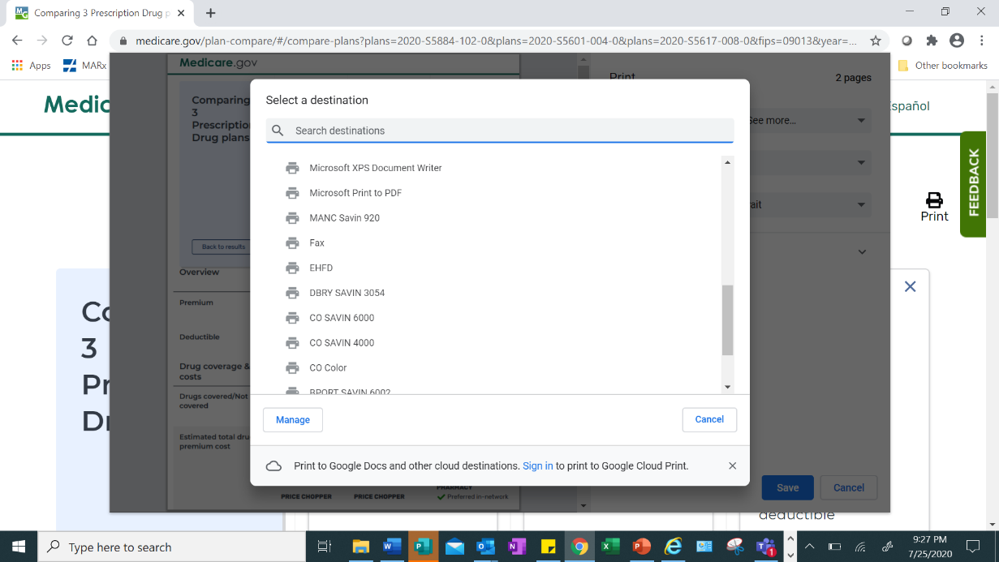 Comparing 3 Prescription Drug p
medicare.gov/plan-compare/#/compare-plans?plans=2020-S5884-102-0&plans=2020-S5601-004-0&plans=2020-S5617-008-0&fips=09013&year=...
Apps
MARx
Other bookmarks
Medicare.gov
Print
2 pages
Medic
spañol
Comparing
3
Prescriptio
Drug plans
Back to results
Overview
Premium
Deductible
Drug coverage &
costs
Drugs covered/Not
covered
Estimated total dru
premium cost
PHARMACY
PRICE CHOPPER
PRICE CHOPPER
Preferred in-network
Select a destination
Search destinations
Microsoft XPS Document Writer
Microsoft Print to PDF
MANC Savin 920
Fax
EHFD
DBRY SAVIN 3054
CO SAVIN 6000
CO SAVIN 4000
CO Color
BPORT SAVIN 6002
Manage
Cancel
Print to Google Docs and other cloud destinations. Sign in to print to Google Cloud Print.
See more...
ait
Save
Cancel
FEEDBACK
Print
Co
3
Pr
Dr
deductible
Type here to search
9:27 PM
7/25/2020